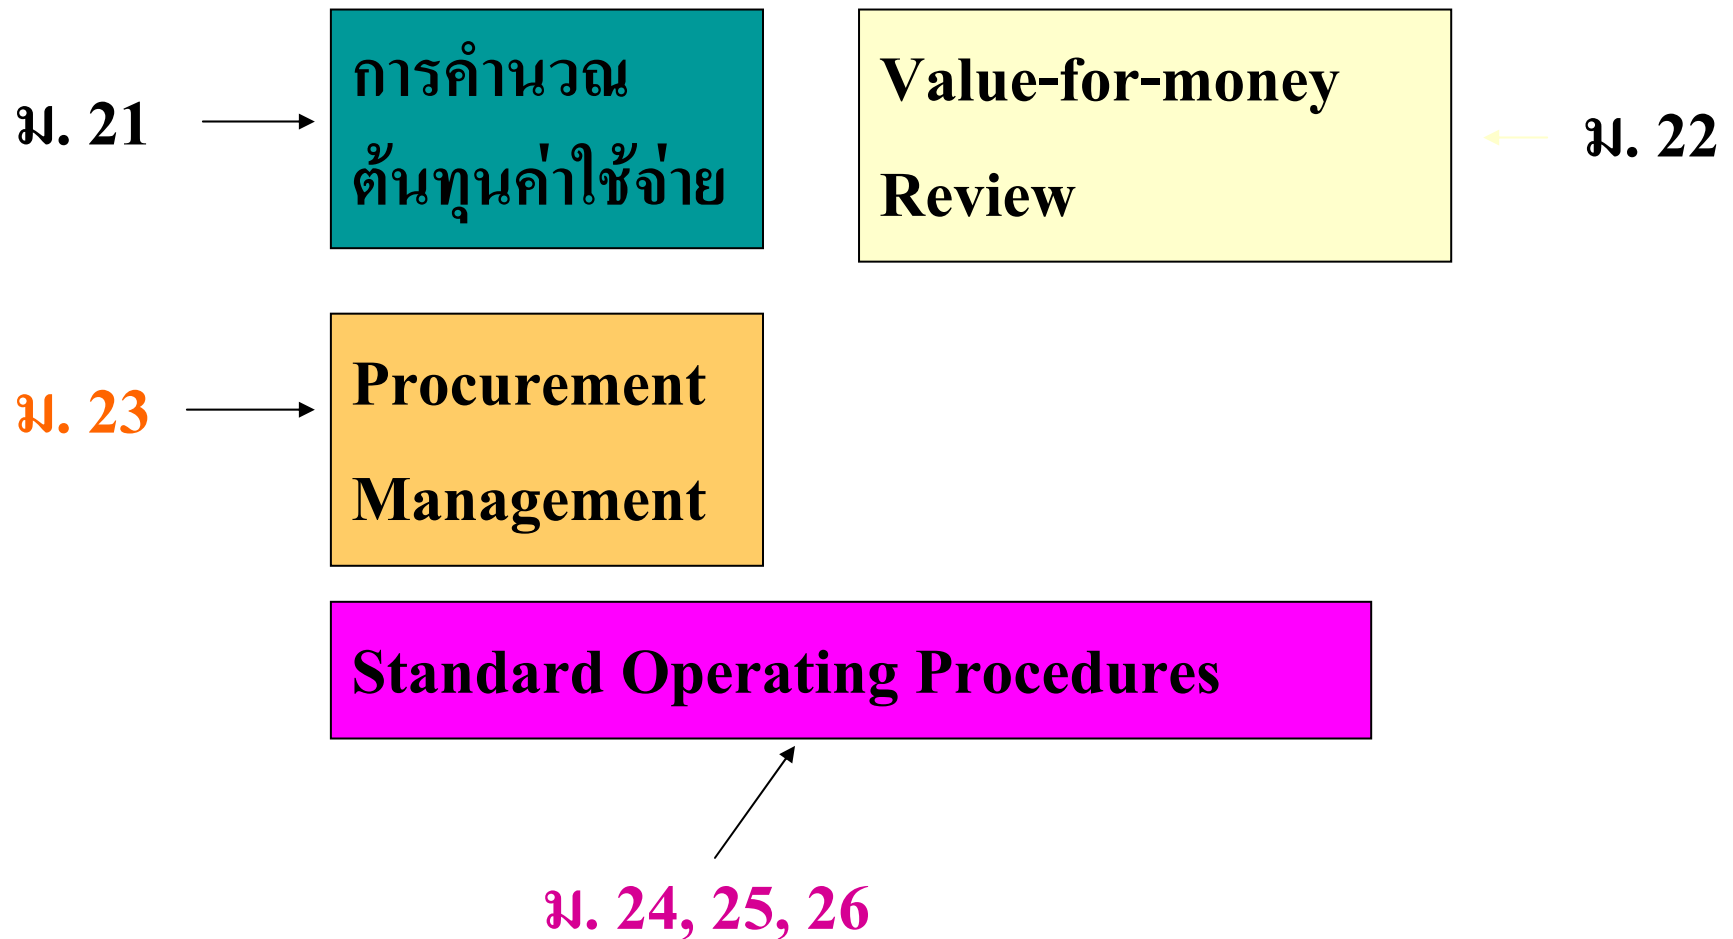 ม. 21
การคำนวณ
ต้นทุนค่าใช้จ่าย
Value-for-money
Review
ม. 22
ม. 23
Procurement
Management
Standard Operating Procedures
ม. 24, 25, 26